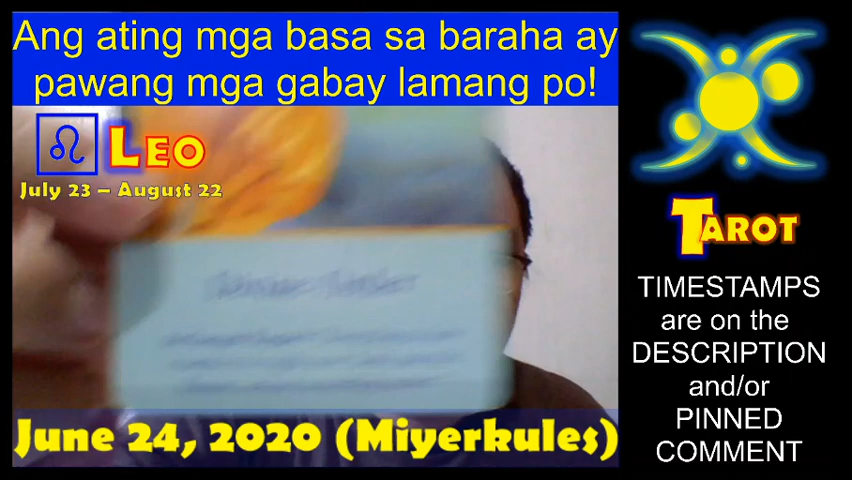 Ang ating mga basa sa baraha ay
pawang mga gabay lamang po!
♌ LEO
July 23 – August 22
June 24, 2020 (Miyerkules)
TAROT
TIMESTAMPS
are on the
DESCRIPTION
and/or
PINNED
COMMENT